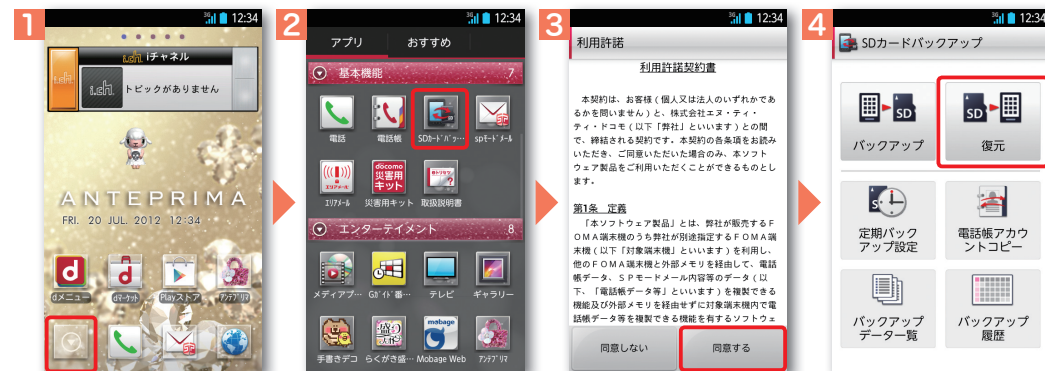 1
3G 12:34
i.ch. iチャネル
i.ch.
トピックがありません
ANTEPRIMA
FRI. 20 JUL. 2012 12:34
d
d
dメニュー
dマーケット
Playストア
アンテプリマ
2
3G 12:34
アプリ
おすすめ
基本機能
7
電話
電話帳
SDカードバッ…
spモードメール
エリアメール
docomo
災害用
キット
エリアメール
災害用キット
取扱説明書
エンターテイメント
8
メディアプ…
Gガイド番…
テレビ
ギャラリー
mobage
手書きデコ
らくがき盛…
Mobage Web
アンテプリマ
3
3G 12:34
利用許諾
利用許諾契約書
本契約は、お客様(個人又は法人のいずれかであ
るかを問いません)と、株式会社エヌ・ティ・
ティ・ドコモ(以下「弊社」といいます)との間
で、締結される契約です。本契約の各条項をお読み
いただき、ご同意いただいた場合のみ、本ソフト
ウェア製品をご利用いただくことができるものとし
ます。
第1条 定義
「本ソフトウェア製品」とは、弊社が販売するF
OMA端末機のうち弊社が別途指定するFOMA端
末機(以下「対象端末機」といいます)を利用し、
他のFOMA端末機と外部メモリを経由して、電話
帳データ、SPモードメール内容等のデータ(以
下、「電話帳データ等」といいます)を複製できる
機能及び外部メモリを経由せずに対象端末機内で電
話帳データ等を複製できる機能を有するソフトウェ
同意しない
同意する
4
3G 12:34
SDカードバックアップ
SD
バックアップ
SD
復元
定期バック
アップ設定
電話帳アカウ
ントコピー
バックアップ
データ一覧
バックアップ
履歴